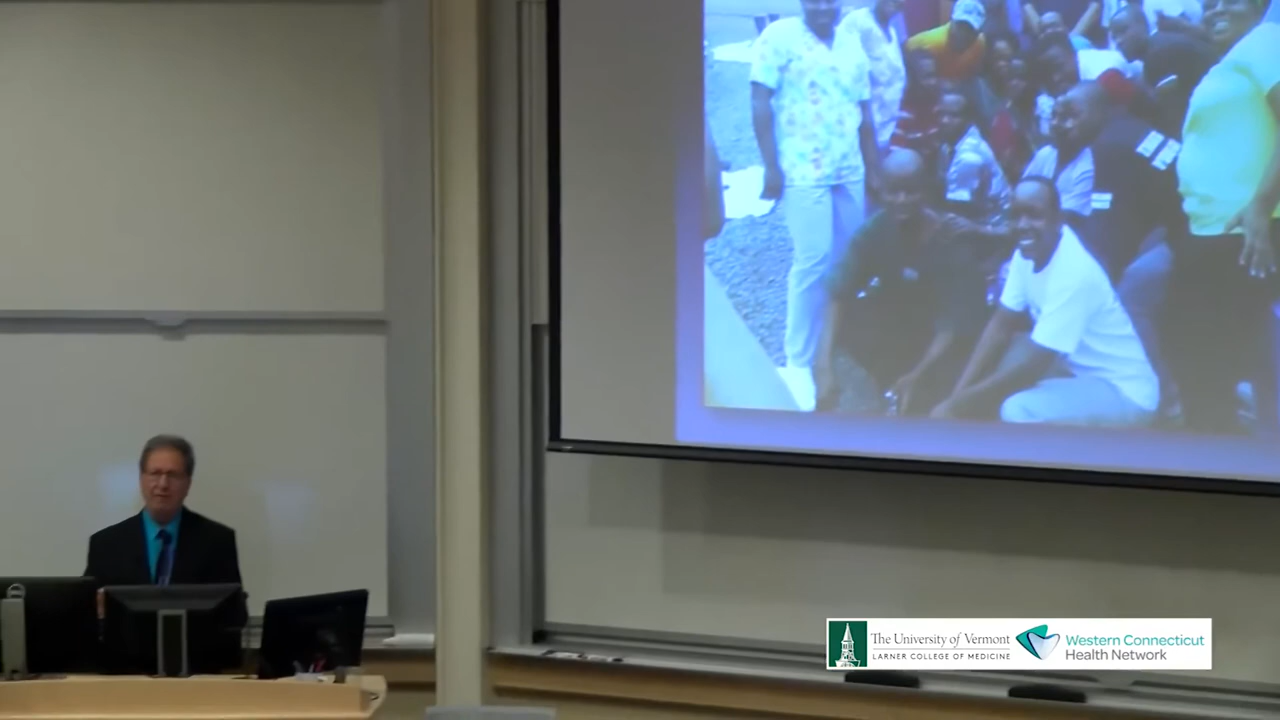 The University of Vermont
LARNER COLLEGE OF MEDICINE
Western Connecticut
Health Network